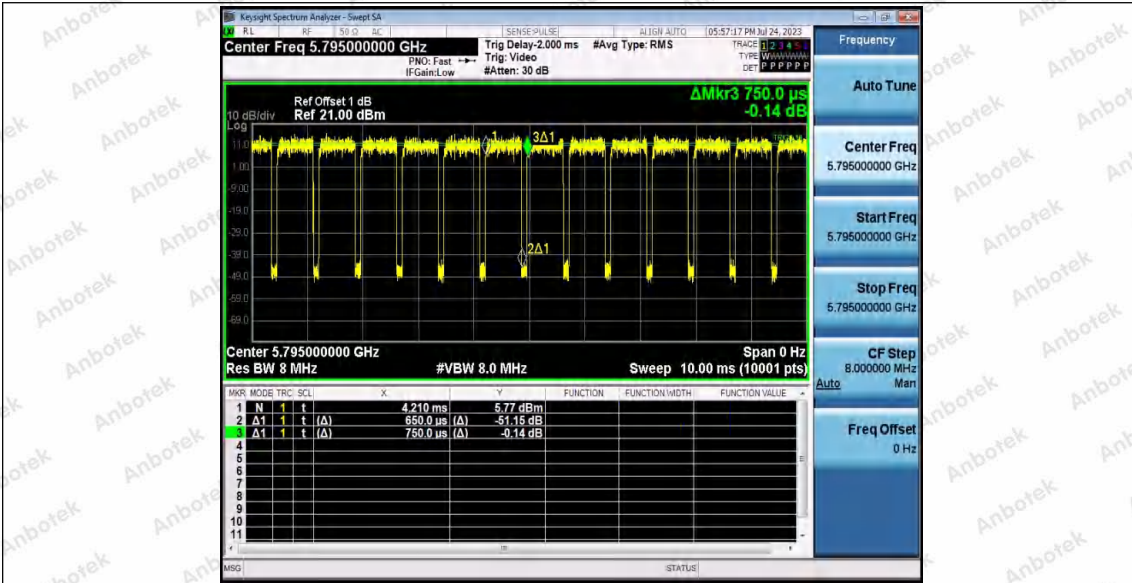 Keysight Spectrum Analyzer - Swept SA
RL RF 50 Ω AC SENSE:PULSE ALIGN AUTO 05:57:17 PM Jul 24, 2023
Center Freq 5.795000000 GHz
PNO: Fast
IFGain:Low
Trig Delay-2.000 ms
Trig: Video
#Atten: 30 dB
#Avg Type: RMS
TRACE 1 2 3 4 5 6
TYPE
DET P P P P P P
Ref Offset 1 dB
10 dB/div Ref 21.00 dBm
Log
ΔMkr3 750.0 µs
-0.14 dB
11.0
1.00
-9.00
-19.0
-29.0
-39.0
-49.0
-59.0
-69.0
1
3Δ1
2Δ1
Center 5.795000000 GHz Span 0 Hz
Res BW 8 MHz #VBW 8.0 MHz Sweep 10.00 ms (10001 pts)
MKR MODE TRC SCL X Y FUNCTION FUNCTION WIDTH FUNCTION VALUE
1 N 1 t 4.210 ms 5.77 dBm
2 Δ1 1 t (Δ) 650.0 µs (Δ) -51.15 dB
3 Δ1 1 t (Δ) 750.0 µs (Δ) -0.14 dB
4
5
6
7
8
9
10
11
MSG STATUS
Frequency
Auto Tune
Center Freq
5.795000000 GHz
Start Freq
5.795000000 GHz
Stop Freq
5.795000000 GHz
CF Step
8.000000 MHz
Auto Man
Freq Offset
0 Hz
Anbotek